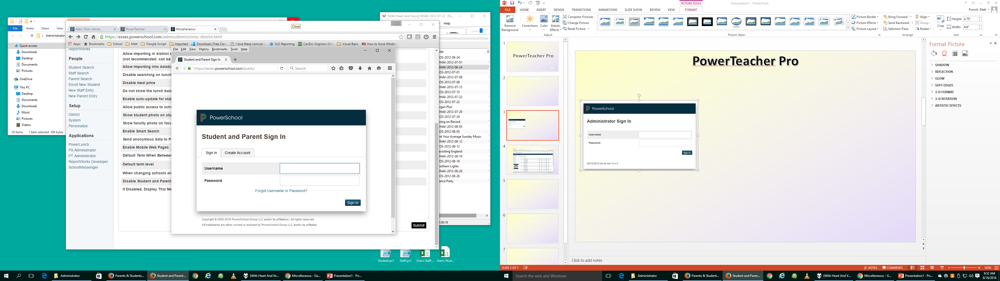 File Home Share View
Administrator
Quick access
Downloads
Desktop
Documents
Pictures
OneDrive
This PC
Desktop
Documents
Downloads
Music
Pictures
Videos
29 items 1 item selected 384 bytes
Allen, Dion Jamon
PowerTeacher
Miscellaneous
Close
Matt
https://essex.powerschool.com/admin/district/misc-district.html
Apps Bookmarks School Matt Google Script Imported Download | Free Clas I love these comical n SLO Reporting CanDo: Virginia's Onl Visual Basic VB How to force Window
ReportWorks
People
Student Search
Staff Search
Parent Search
Enroll New Student
New Staff Entry
New Parent Entry
Setup
District
System
Personalize
Applications
PowerLunch
PS Administrator
PT Administrator
ReportWorks Developer
SchoolMessenger
Allow importing in district o
(not recommended; can be
Allow importing into databa
Disable searching on lunch
Disable meal price
Do not show the lunch bala
Enable auto-update for stat
Allow public access to scho
Show student photo on stu
Show faculty photo on facu
Enable Smart Search
Send anonymous data to Po
Enable Mobile Web Pages
Default Term When Between
Default term level
When changing schools alw
Disable Student and Parent
If Disabled, Display This Me
Submit
File Edit View History Bookmarks Tools Help
Student and Parent Sign In
https://essex.powerschool.com/public/
Search
PowerSchool
Student and Parent Sign In
Sign In Create Account
Username
Password
Forgot Username or Password?
Sign In
Copyright © 2005-2016 PowerSchool Group LLC and/or its affiliate(s). All rights reserved.
All trademarks are either owned or licensed by PowerSchool Group LLC and/or its affiliates.
[With Heart And Voice] WHAV-2012-07-22 [fo...
Help
itle D
OS-2012-06-24
WHAV-2012-07-01
WHAV-2012-06-24
OS-2012-07-01
WHAV-2012-07-08
OS-2012-07-08
WHAV-2012-07-15
OS-2012-07-15
WHAV-2012-07-22
OS-2012-07-22
rgan Plus
WHAV-2012-07-29
OS-2012-07-29
oing on Record
WHAV-2012-08-05
OS-2012-08-05
ot Your Average Sunday Music
WHAV-2012-08-12
OS-2012-08-12
evisiting England
WHAV-2012-08-19
OS-2012-08-19
orthern Lights
WHAV-2012-08-26
OS-2012-08-26
ance Party
1:00:16
Student.ps1 Staff.ps1 Users-Staff.... Users-Stud...
Administrator Parents & Students... Student and Parent... [With Heart And Vo... Miscellaneous - Go... Presentation1 - Po...
PICTURE TOOLS
Presentation1 - PowerPoint
FILE HOME INSERT DESIGN TRANSITIONS ANIMATIONS SLIDE SHOW REVIEW VIEW FORMAT
Ponish, Matt
Remove Background
Corrections
Color
Artistic Effects
Compress Pictures
Change Picture
Reset Picture
Adjust
Picture Styles
Picture Border
Picture Effects
Picture Layout
Bring Forward
Send Backward
Selection Pane
Align
Group
Rotate
Arrange
Crop
Height: 2.75"
Width: 4.6"
Size
1
PowerTeacher Pro
2
3
4
5
6
7
PowerTeacher Pro
PowerSchool
Administrator Sign In
Username
Password
Sign In
08/16/2016 09:46 AM 10.0.0
Click to add notes
Format Picture
SHADOW
REFLECTION
GLOW
SOFT EDGES
3-D FORMAT
3-D ROTATION
ARTISTIC EFFECTS
SLIDE 3 OF 7
NOTES COMMENTS 103%
Search the web and Windows
Administrator Parents & Student... Student and Paren... [With Heart And V... Miscellaneous - G... Presentation1 - Po...
9:52 AM
8/16/2016